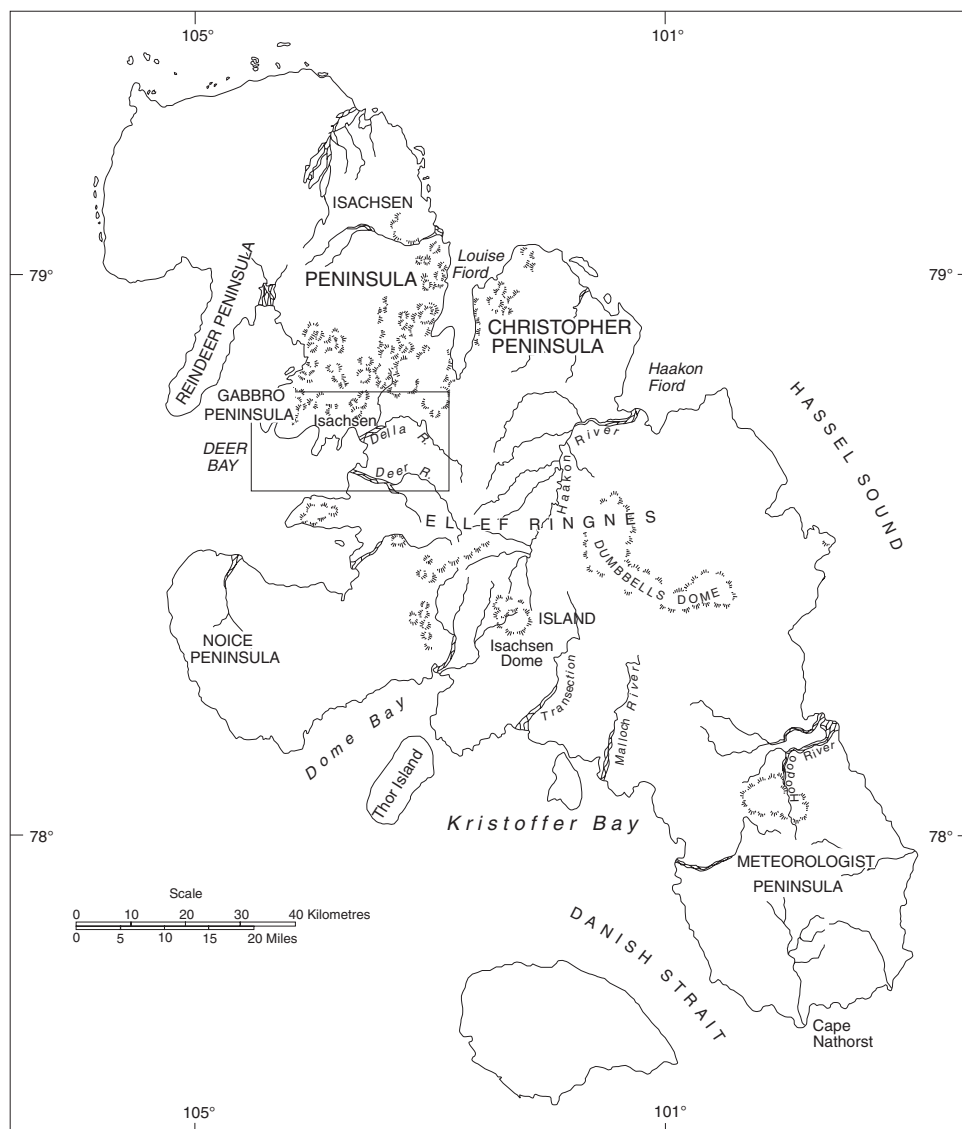 105°
101°
ISACHSEN
PENINSULA
Louise
Fiord
79°
79°
REINDEER PENINSULA
CHRISTOPHER
PENINSULA
Haakon
Fiord
HASSEL SOUND
GABBRO
PENINSULA
Isachsen
DEER
BAY
Della R.
Deer R.
Haakon River
ELLEF RINGNES
DUMBBELLS DOME
ISLAND
Isachsen
Dome
NOICE
PENINSULA
Transection
Malloch River
Dome Bay
Thor Island
Hoodoo River
Kristoffer Bay
78°
78°
METEOROLOGIST
PENINSULA
Scale
0 10 20 30 40 Kilometres
0 5 10 15 20 Miles
DANISH STRAIT
Cape
Nathorst
105°
101°